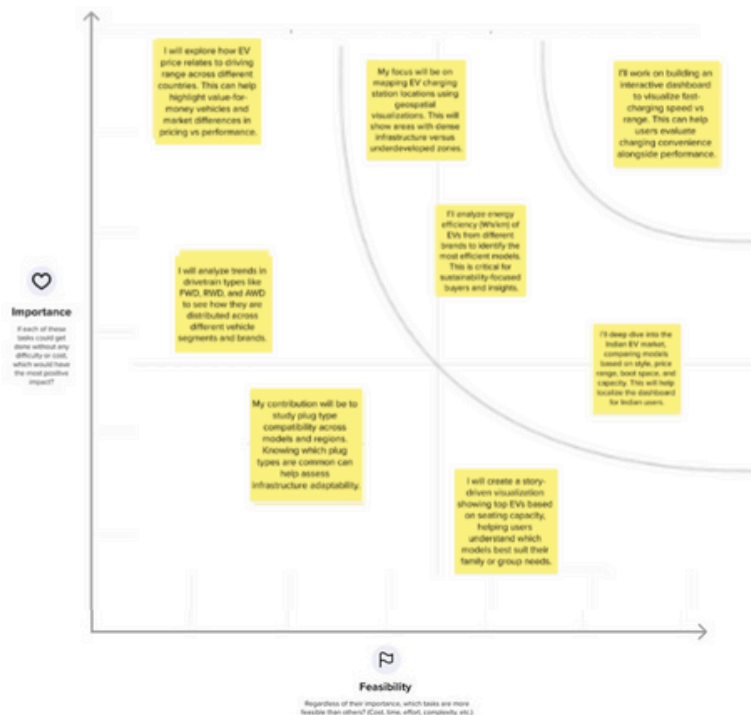 I will explore how EV
price relates to driving
range across different
countries. This can help
highlight value-for-
money vehicles and
market differences in
pricing vs performance.
My focus will be on
mapping EV charging
station locations using
geospatial
visualizations. This will
show areas with dense
infrastructure versus
underdeveloped zones.
I'll work on building an
interactive dashboard
to visualize fast-
charging speed vs
range. This can help
users evaluate
charging convenience
alongside performance.
I'll analyze energy
efficiency (Wh/km) of
EVs from different
brands to identify the
most efficient models.
This is critical for
sustainability-focused
buyers and insights.
I will analyze trends in
drivetrain types like
FWD, RWD, and AWD
to see how they are
distributed across
different vehicle
segments and brands.
Importance
If each of these
tasks could get
done without any
difficulty or cost,
which would have
the most positive
impact?
I'll deep dive into the
Indian EV market,
comparing models
based on style, price
range, boot space, and
capacity. This will help
localize the dashboard
for Indian users.
My contribution will be to
study plug type
compatibility across
models and regions.
Knowing which plug
types are common can
help assess
infrastructure adaptability.
I will create a story-
driven visualization
showing top EVs based
on seating capacity,
helping users
understand which
models best suit their
family or group needs.
Feasibility
Regardless of their importance, which tasks are more
feasible than others? (Cost, time, effort, complexity, etc.)